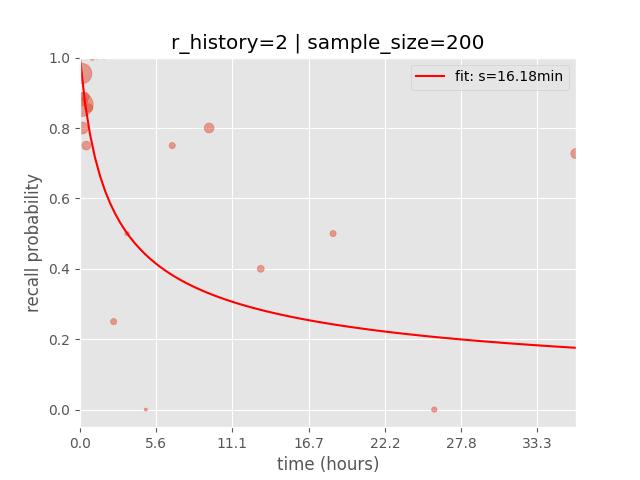 r_history=2 | sample_size=200
fit: s=16.18min
recall probability
1.0
0.8
0.6
0.4
0.2
0.0
0.0 5.6 11.1 16.7 22.2 27.8 33.3
time (hours)